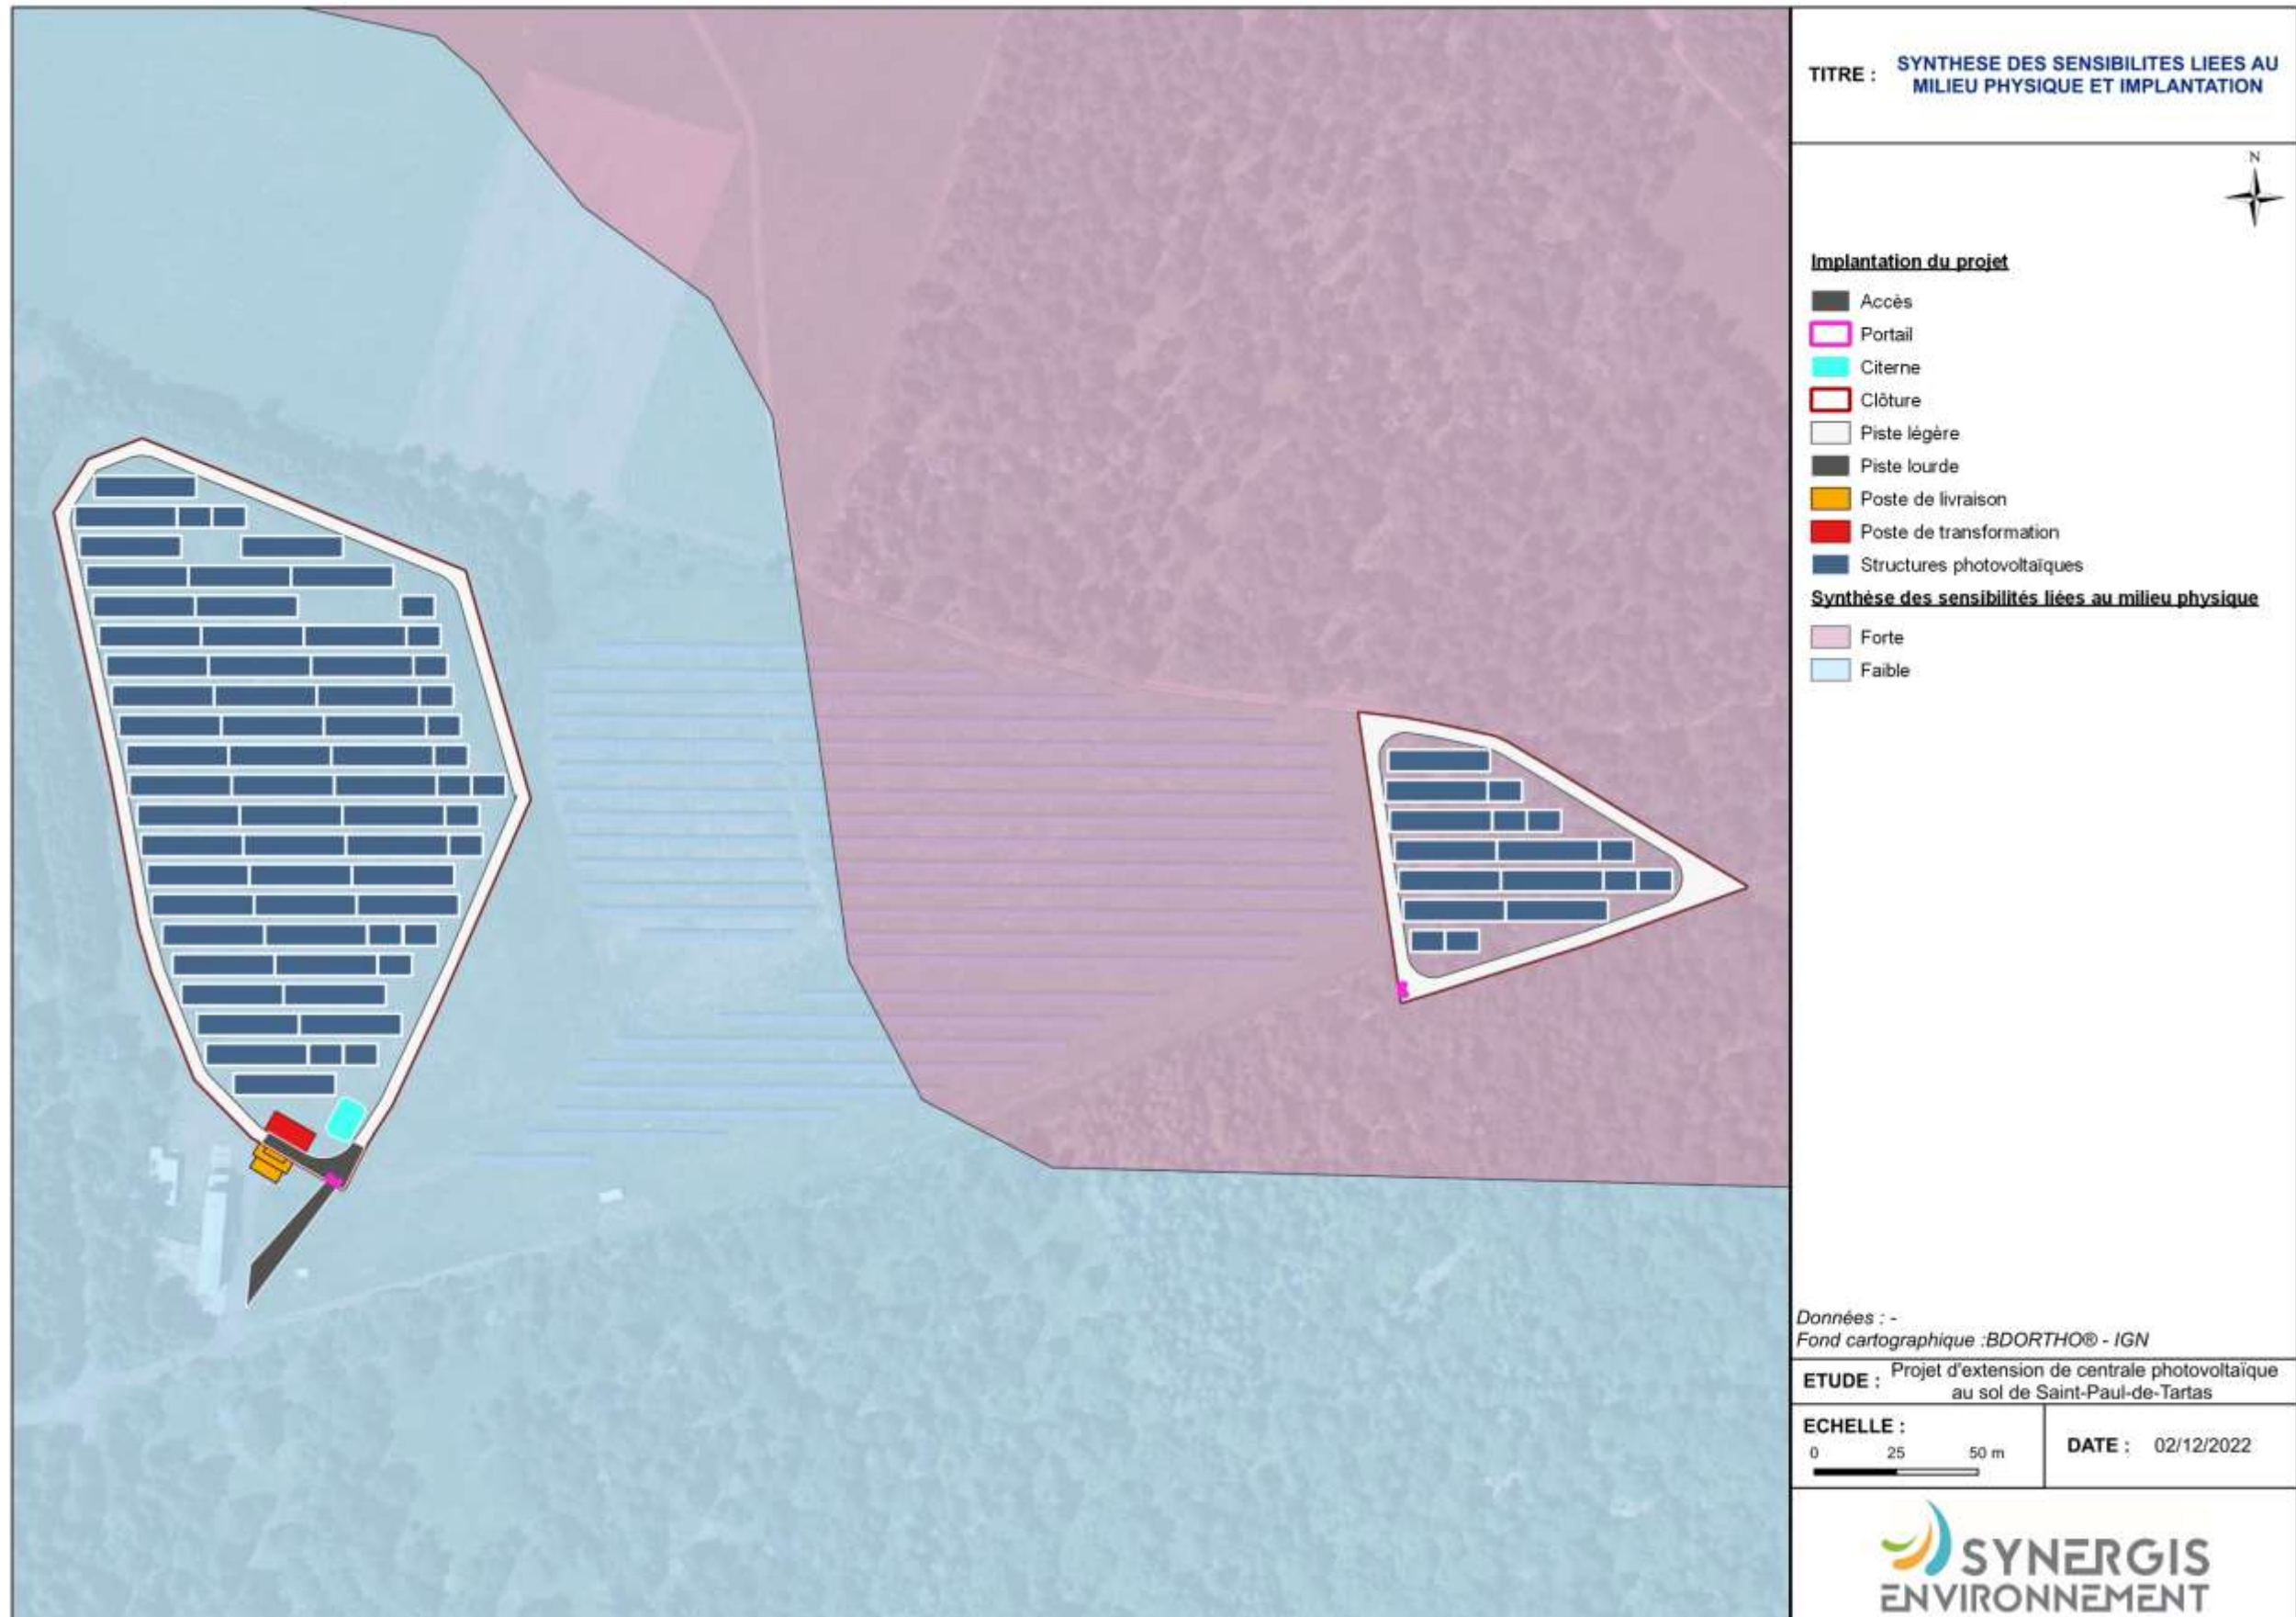 TITRE : SYNTHESE DES SENSIBILITES LIEES AU
MILIEU PHYSIQUE ET IMPLANTATION
N
Implantation du projet
Accès
Portail
Citerne
Clôture
Piste légère
Piste lourde
Poste de livraison
Poste de transformation
Structures photovoltaïques
Synthèse des sensibilités liées au milieu physique
Forte
Faible
Données : -
Fond cartographique :BDORTHO® - IGN
ETUDE : Projet d'extension de centrale photovoltaïque
au sol de Saint-Paul-de-Tartas
ECHELLE :
0 25 50 m
DATE : 02/12/2022
SYNERGIS
ENVIRONNEMENT